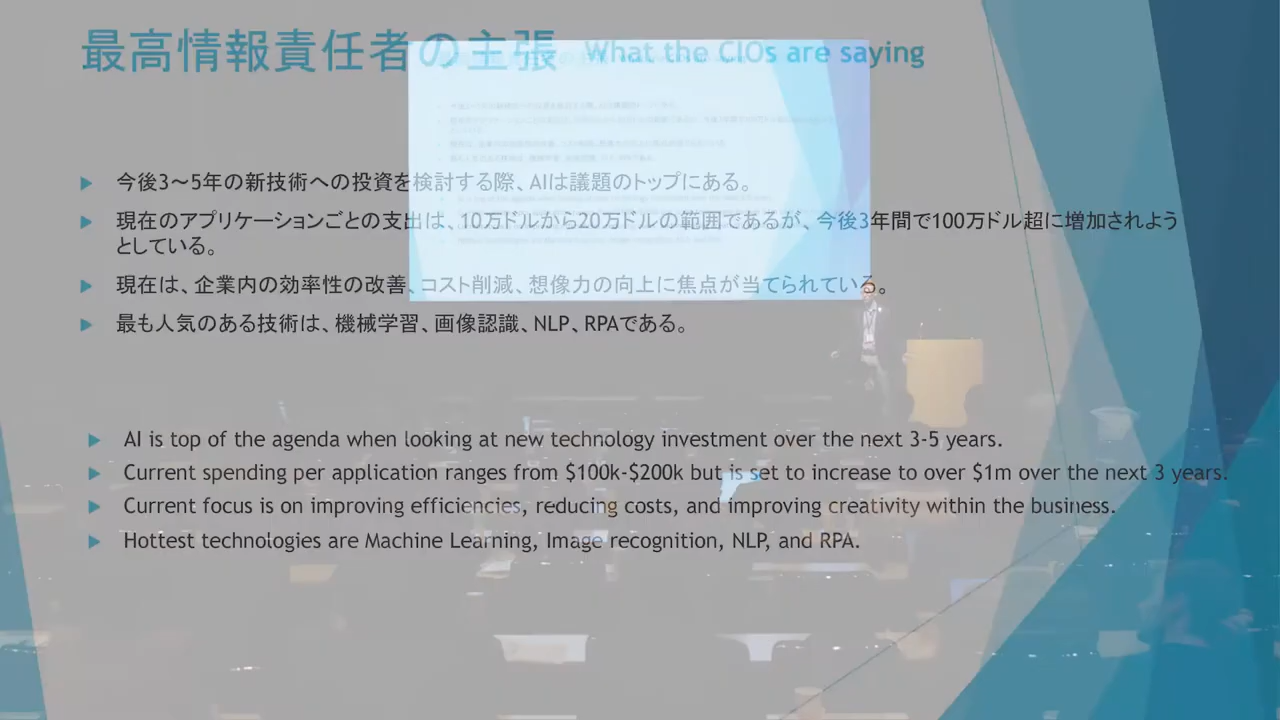 最高情報責任者の主張 What the CIOs are saying
今後3～5年の新技術への投資を検討する際、AIは議題のトップにある。
現在のアプリケーションごとの支出は、10万ドルから20万ドルの範囲であるが、今後3年間で100万ドル超に増加されよう
としている。
現在は、企業内の効率性の改善、コスト削減、想像力の向上に焦点が当てられている。
最も人気のある技術は、機械学習、画像認識、NLP、RPAである。
AI is top of the agenda when looking at new technology investment over the next 3-5 years.
Current spending per application ranges from $100k-$200k but is set to increase to over $1m over the next 3 years.
Current focus is on improving efficiencies, reducing costs, and improving creativity within the business.
Hottest technologies are Machine Learning, Image recognition, NLP, and RPA.